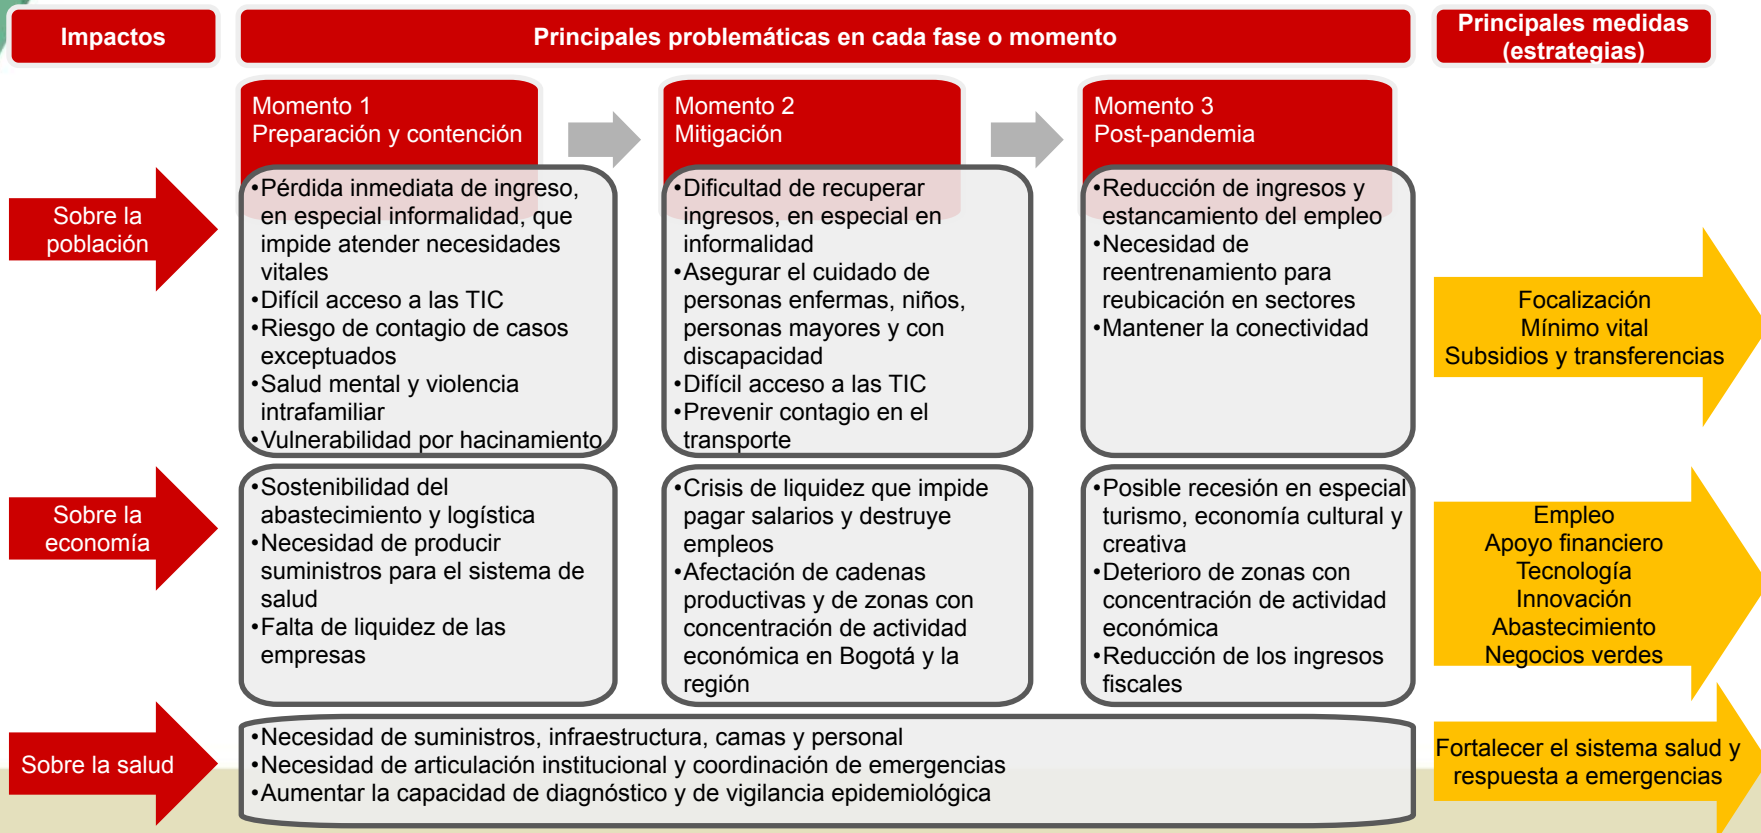 Impactos
Principales problemáticas en cada fase o momento
Principales medidas
(estrategias)
Momento 1
Preparación y contención
Momento 2
Mitigación
Momento 3
Post-pandemia
Sobre la
población
•Pérdida inmediata de ingreso,
en especial informalidad, que
impide atender necesidades
vitales
•Difícil acceso a las TIC
•Riesgo de contagio de casos
exceptuados
•Salud mental y violencia
intrafamiliar
•Vulnerabilidad por hacinamiento
•Dificultad de recuperar
ingresos, en especial en
informalidad
•Asegurar el cuidado de
personas enfermas, niños,
personas mayores y con
discapacidad
•Difícil acceso a las TIC
•Prevenir contagio en el
transporte
•Reducción de ingresos y
estancamiento del empleo
•Necesidad de
reentrenamiento para
reubicación en sectores
•Mantener la conectividad
Focalización
Mínimo vital
Subsidios y transferencias
Sobre la
economía
•Sostenibilidad del
abastecimiento y logística
•Necesidad de producir
suministros para el sistema de
salud
•Falta de liquidez de las
empresas
•Crisis de liquidez que impide
pagar salarios y destruye
empleos
•Afectación de cadenas
productivas y de zonas con
concentración de actividad
económica en Bogotá y la
región
•Posible recesión en especial
turismo, economía cultural y
creativa
•Deterioro de zonas con
concentración de actividad
económica
•Reducción de los ingresos
fiscales
Empleo
Apoyo financiero
Tecnología
Innovación
Abastecimiento
Negocios verdes
Sobre la salud
•Necesidad de suministros, infraestructura, camas y personal
•Necesidad de articulación institucional y coordinación de emergencias
•Aumentar la capacidad de diagnóstico y de vigilancia epidemiológica
Fortalecer el sistema salud y
respuesta a emergencias